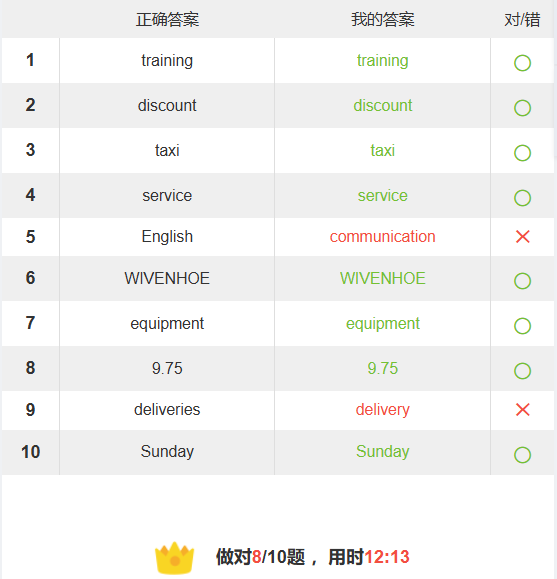 正确答案 我的答案 对/错
1 training training
2 discount discount
3 taxi taxi
4 service service
5 English communication
6 WIVENHOE WIVENHOE
7 equipment equipment
8 9.75 9.75
9 deliveries delivery
10 Sunday Sunday
做对8/10题 ，用时12:13